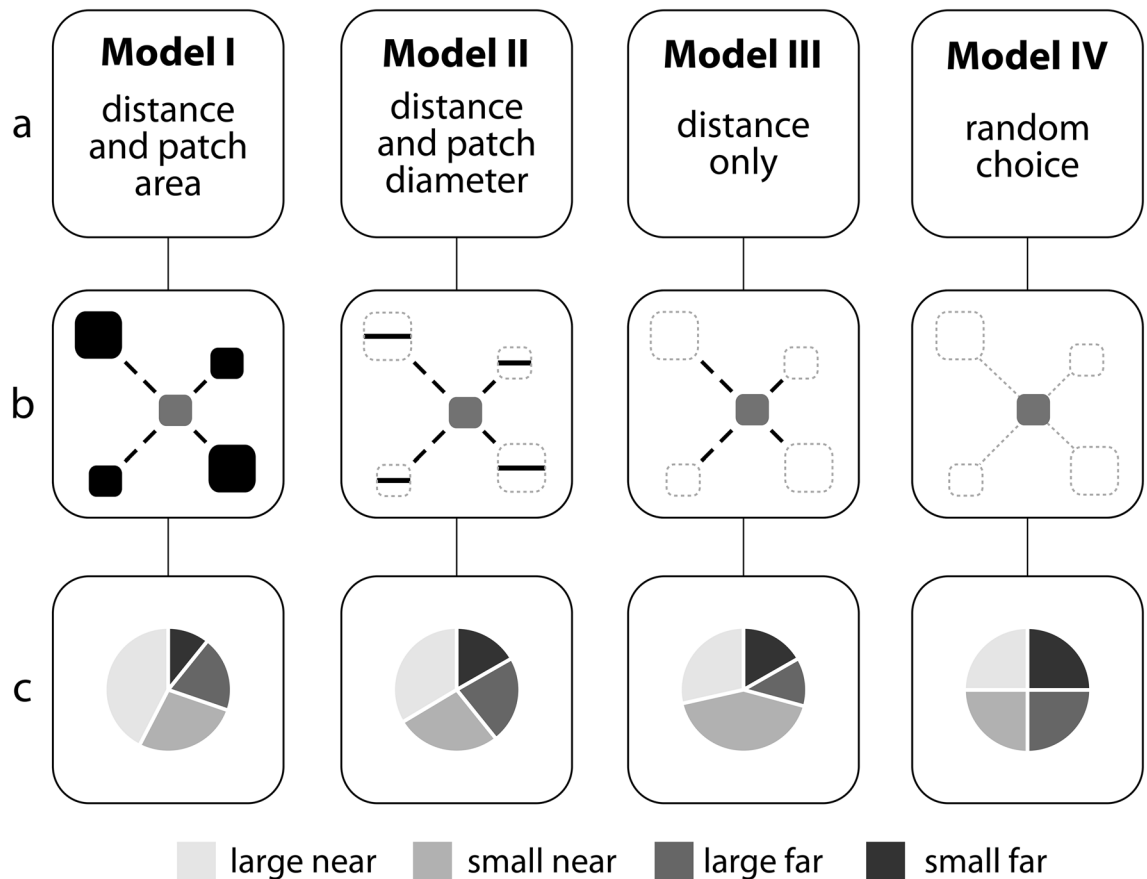 a
Model I
distance
and patch
area
Model II
distance
and patch
diameter
Model III
distance
only
Model IV
random
choice
b
c
large near
small near
large far
small far